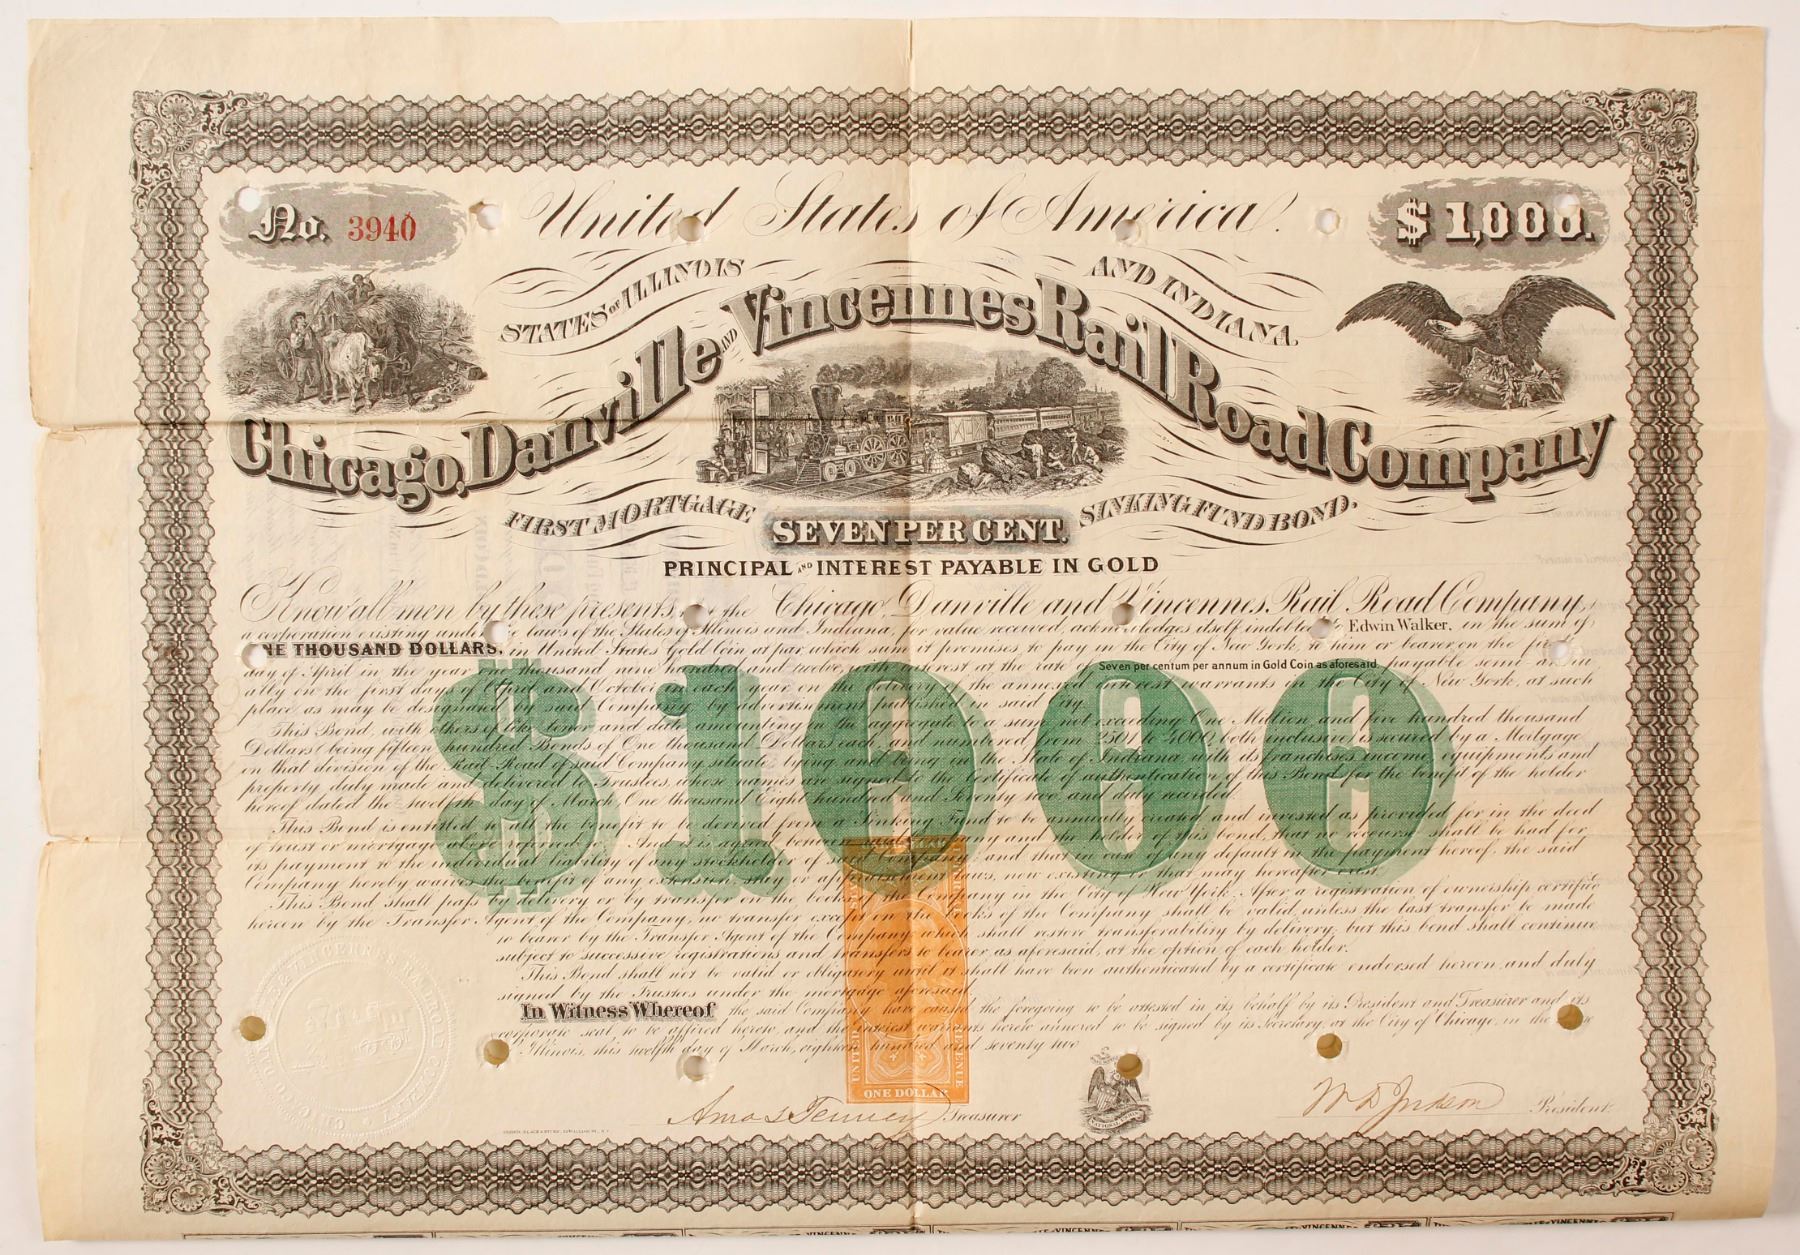 No. 3940
United States of America.
$1,000.
STATES OF ILLINOIS AND INDIANA.
Chicago, Danville AND Vincennes Rail Road Company
FIRST MORTGAGE SINKING FUND BOND.
SEVEN PER CENT.
PRINCIPAL AND INTEREST PAYABLE IN GOLD
Know all men by these presents, the Chicago, Danville and Vincennes Rail Road Company,
a corporation existing under laws of the States of Illinois and Indiana, for value received, acknowledges itself indebted Edwin Walker, in the sum of
ONE THOUSAND DOLLARS, in United States Gold Coin at par, which sum it promises to pay in the City of New York, to him or bearer, on the first
day of April in the year one thousand nine hundred and twelve, with interest at the rate of Seven per centum per annum in Gold Coin as aforesaid, payable semi-annu-
ally on the first days of April and October in each year on the delivery of the annexed interest warrants in the City of New York, at such
place as may be designated by said Company by advertisement published in said City.
This Bond, with others of like tenor and date amounting in the aggregate to a sum not exceeding One Million and five hundred thousand
Dollars (being fifteen hundred Bonds of One thousand Dollars each, and numbered from 2501 to 4000, both inclusive) is secured by a Mortgage
on that division of the Rail Road of said Company situate lying and being in the State of Indiana with its franchises, income, equipments and
property duly made and delivered to Trustees whose names are signed to the Certificate of authentication of this Bond for the benefit of the holder
hereof dated the twelfth day of March One thousand Eight hundred and Seventy two and duly recorded.
This Bond is entitled to all the benefit to be derived from a Sinking Fund to be annually created and invested as provided for in the deed
of trust or mortgage above referred to. And it is agreed between said Company and the holder of this bond, that no recourse shall be had for
its payment to the individual liability of any stockholder of said Company and that in case of any default in the payment hereof, the said
Company hereby waives the benefit of any extension, stay or appraisement laws, now existing or that may hereafter exist.
This Bond shall pass by delivery or by transfer on the books of the Company in the City of New York. After a registration of ownership certified
hereon by the Transfer Agent of the Company, no transfer except on the books of the Company shall be valid, unless the last transfer be made
to bearer by the Transfer Agent of the Company which shall restore transferability by delivery; but this bond shall continue
subject to successive registrations and transfers to bearer as aforesaid, at the option of each holder.
This Bond shall not be valid or obligatory until it shall have been authenticated by a certificate endorsed hereon, and duly
signed by the Trustees under the mortgage aforesaid.
In Witness Whereof the said Company have caused the foregoing to be attested in its behalf by its President and Treasurer and its
corporate seal to be affixed hereto, and the interest warrants hereto annexed to be signed by its Secretary, at the City of Chicago, in the
Illinois, this twelfth day of March, eighteen hundred and seventy two
$1000
ONE DOLLAR
Amos Tenney Treasurer
W D Judson President